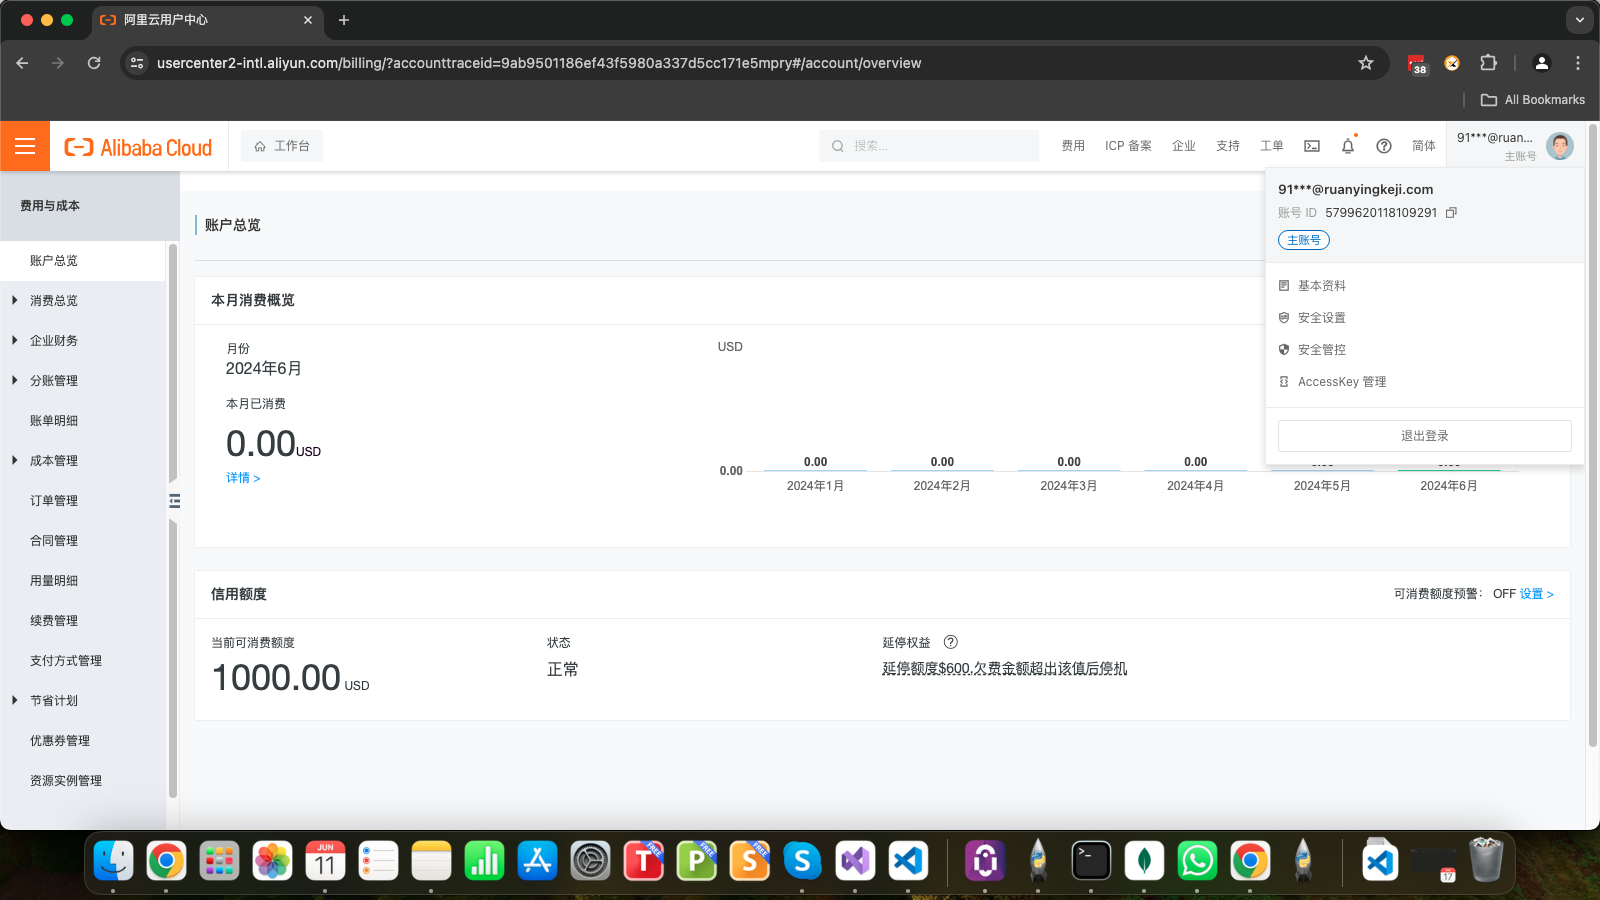 阿里云用户中心
usercenter2-intl.aliyun.com/billing/?accounttraceid=9ab9501186ef43f5980a337d5cc171e5mpry#/account/overview
38
All Bookmarks
Alibaba Cloud
工作台
搜索...
费用
ICP 备案
企业
支持
工单
简体
91***@ruan...
主账号
91***@ruanyingkeji.com
账号 ID 5799620118109291
主账号
基本资料
安全设置
安全管控
AccessKey 管理
退出登录
费用与成本
账户总览
消费总览
企业财务
分账管理
账单明细
成本管理
订单管理
合同管理
用量明细
续费管理
支付方式管理
节省计划
优惠券管理
资源实例管理
账户总览
本月消费概览
月份
2024年6月
本月已消费
0.00USD
详情 >
USD
0.00
0.00 0.00 0.00 0.00
2024年1月 2024年2月 2024年3月 2024年4月 2024年5月 2024年6月
信用额度
可消费额度预警： OFF 设置 >
当前可消费额度
1000.00 USD
状态
正常
延停权益
延停额度$600,欠费金额超出该值后停机
JUN
11
T FREE
P FREE
S FREE
17